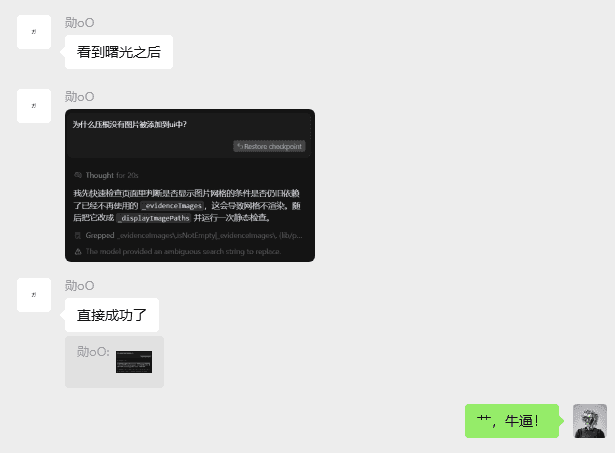 勋oO
看到曙光之后
勋oO
为什么压根没有图片被添加到ui中?
Restore checkpoint
Thought for 20s
我先快速检查页面里判断是否显示图片网格的条件是否仍旧依赖
了已经不再使用的 _evidenceImages，这会导致网格不渲染。随
后把它改成 _displayImagePaths 并运行一次静态检查。
Grepped _evidenceImages\.isNotEmpty|_evidenceImages\. (lib/p...
The model provided an ambiguous search string to replace.
勋oO
直接成功了
勋oO:
艹，牛逼！